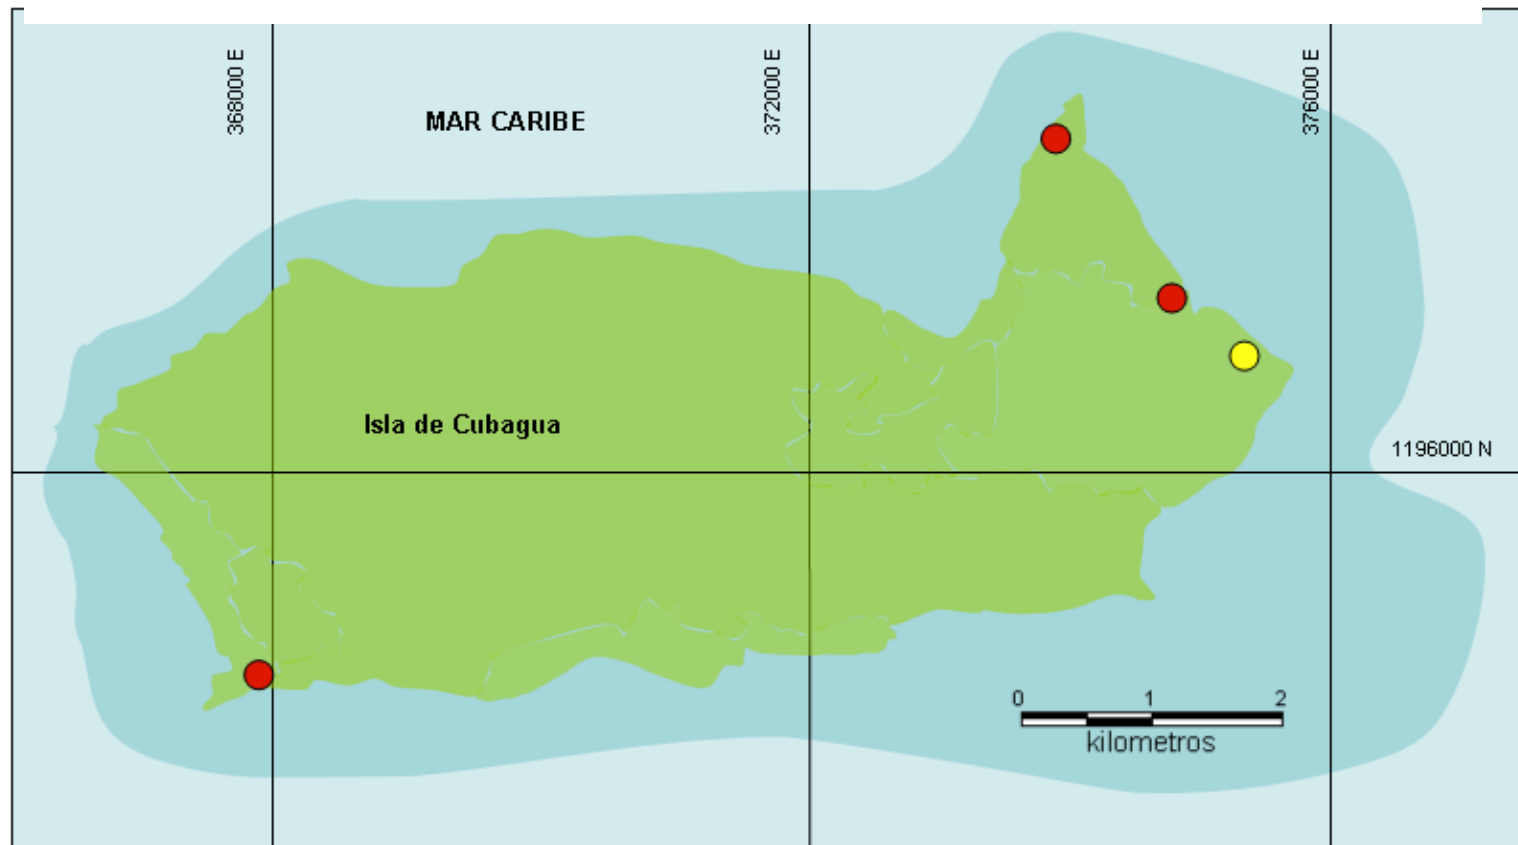 368000 E
372000 E
376000 E
MAR CARIBE
Isla de Cubagua
1196000 N
0 1 2
kilometros